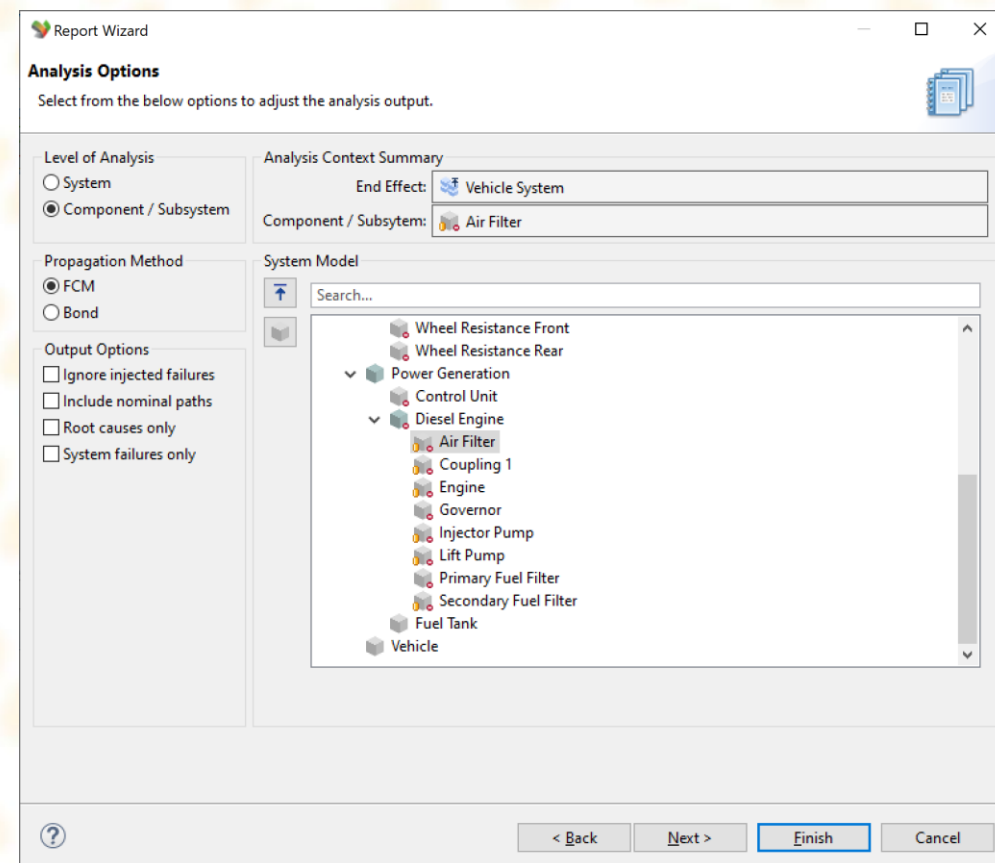 Report Wizard
Analysis Options
Select from the below options to adjust the analysis output.
Level of Analysis
System
Component / Subsystem
Analysis Context Summary
End Effect: Vehicle System
Component / Subsytem: Air Filter
Propagation Method
FCM
Bond
Output Options
Ignore injected failures
Include nominal paths
Root causes only
System failures only
System Model
Search...
Wheel Resistance Front
Wheel Resistance Rear
Power Generation
Control Unit
Diesel Engine
Air Filter
Coupling 1
Engine
Governor
Injector Pump
Lift Pump
Primary Fuel Filter
Secondary Fuel Filter
Fuel Tank
Vehicle
? < Back Next > Finish Cancel